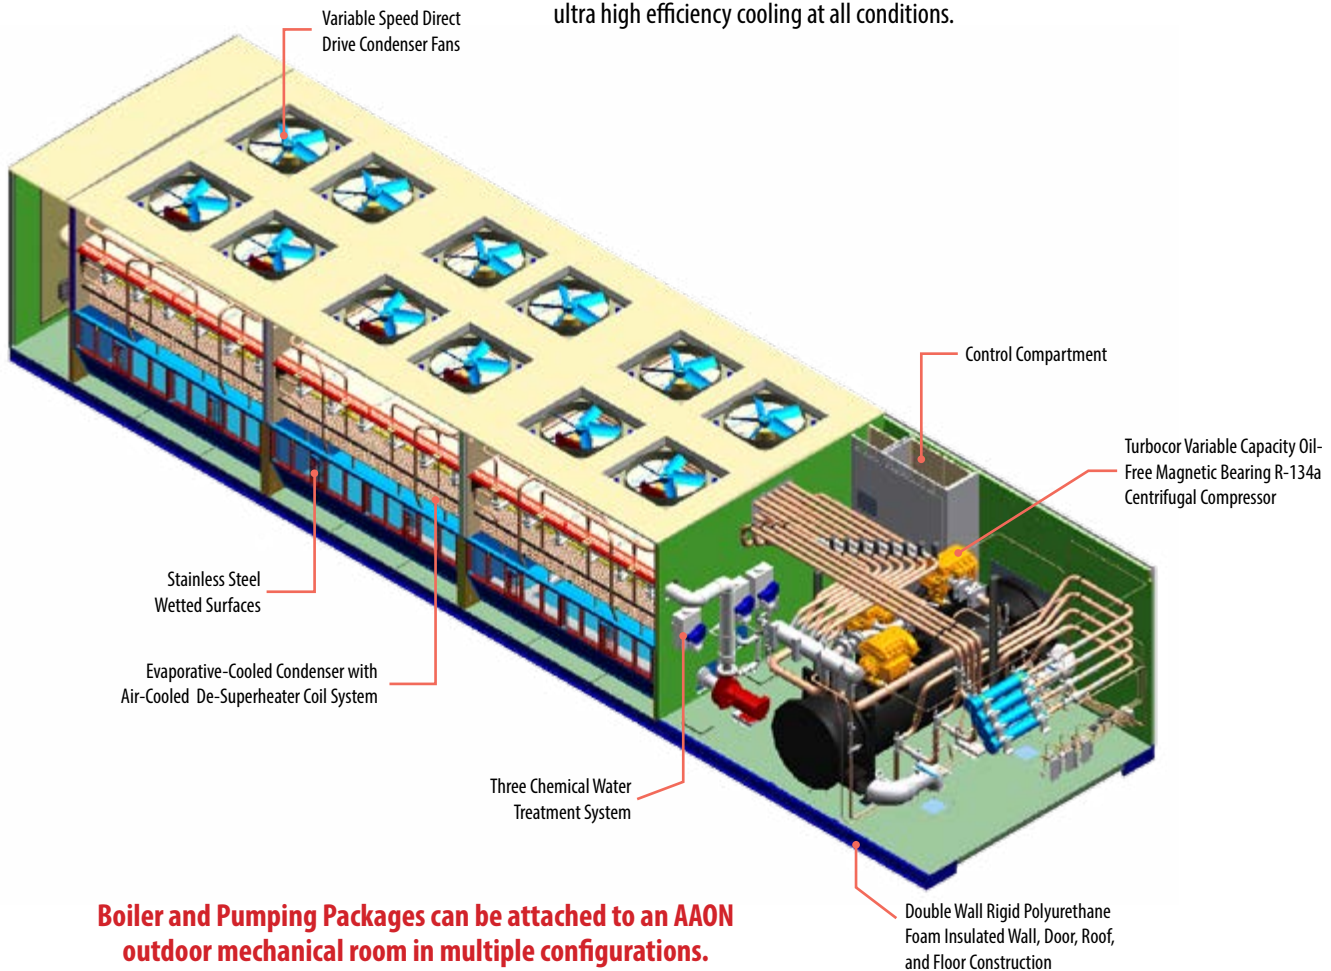 ultra high efficiency cooling at all conditions.
Variable Speed Direct
Drive Condenser Fans
Control Compartment
Turbocor Variable Capacity Oil-
Free Magnetic Bearing R-134a
Centrifugal Compressor
Stainless Steel
Wetted Surfaces
Evaporative-Cooled Condenser with
Air-Cooled De-Superheater Coil System
Three Chemical Water
Treatment System
Double Wall Rigid Polyurethane
Foam Insulated Wall, Door, Roof,
and Floor Construction
Boiler and Pumping Packages can be attached to an AAON
outdoor mechanical room in multiple configurations.